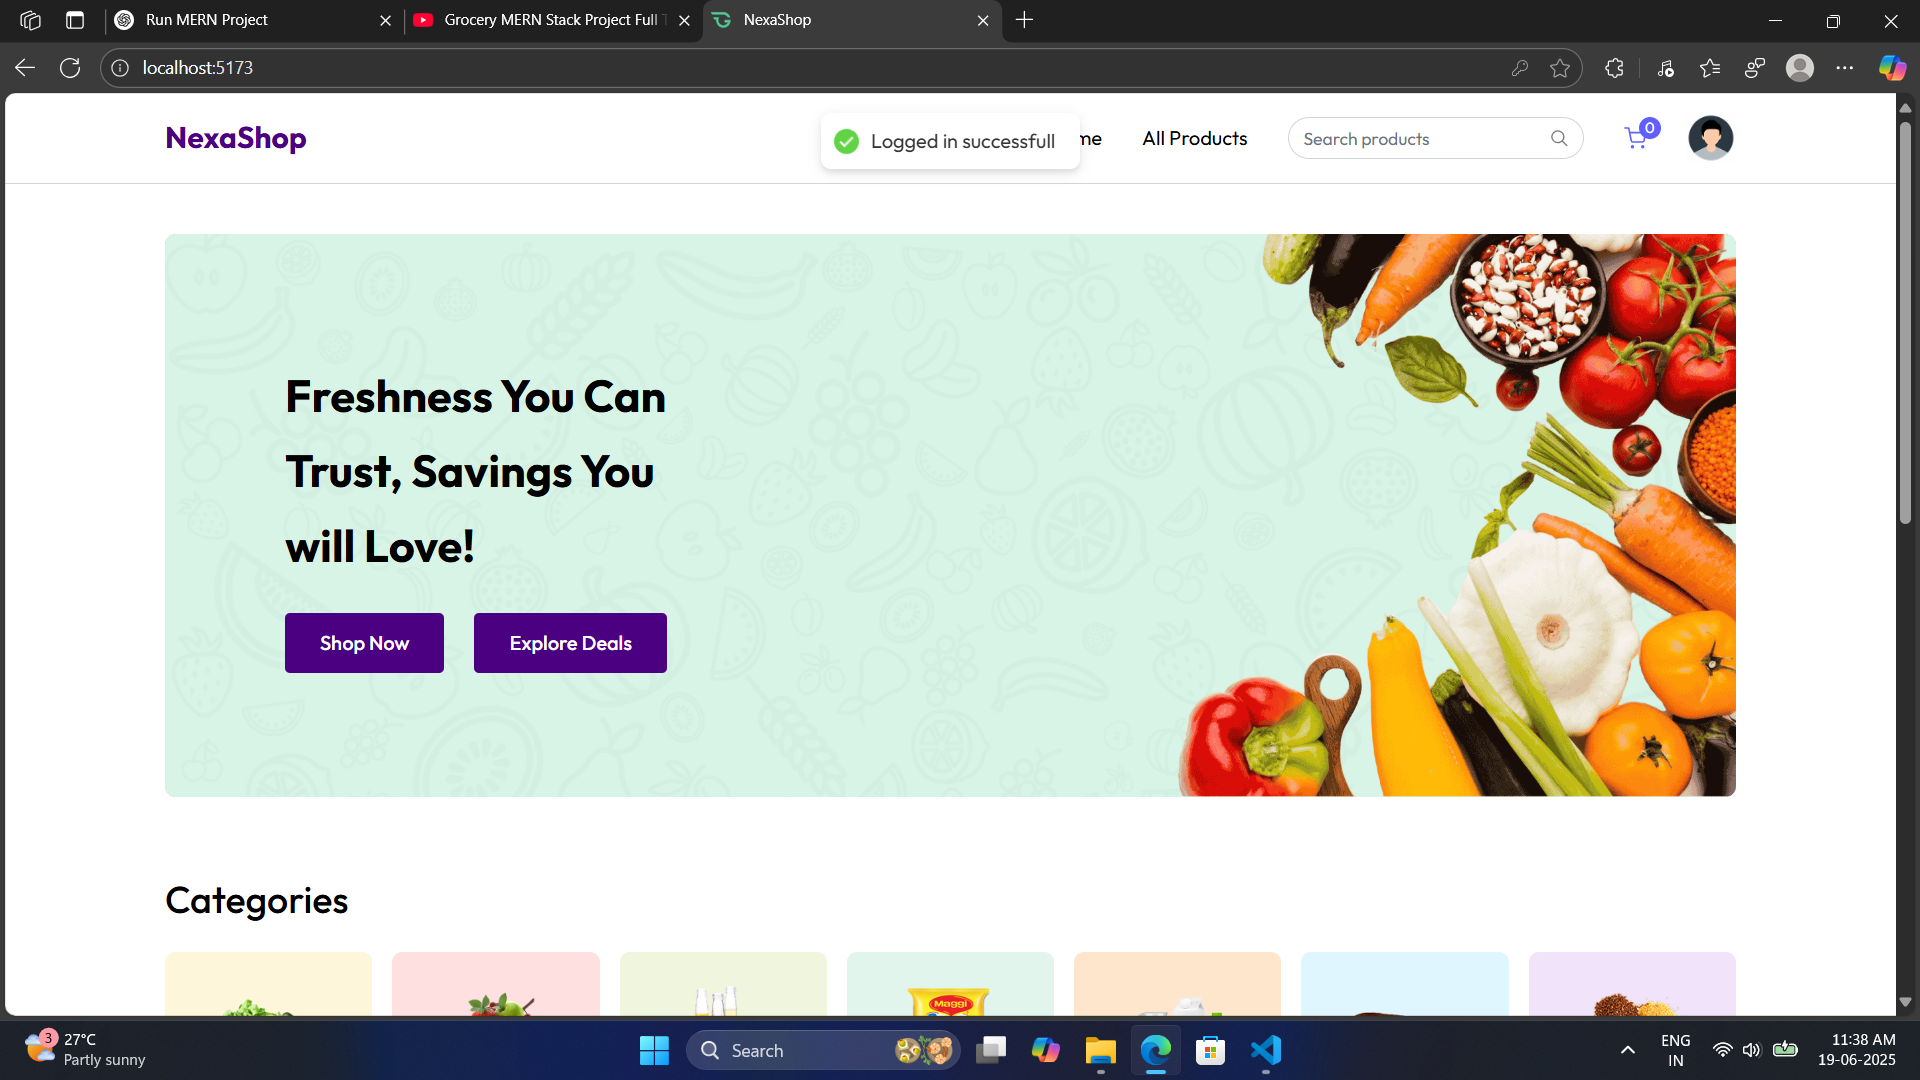 Run MERN Project
Grocery MERN Stack Project Full T
NexaShop
localhost:5173
NexaShop
Logged in successfull
me
All Products
Search products
0
Freshness You Can
Trust, Savings You
will Love!
Shop Now
Explore Deals
Categories
Maggi
3
27°C
Partly sunny
Search
ENG
IN
11:38 AM
19-06-2025